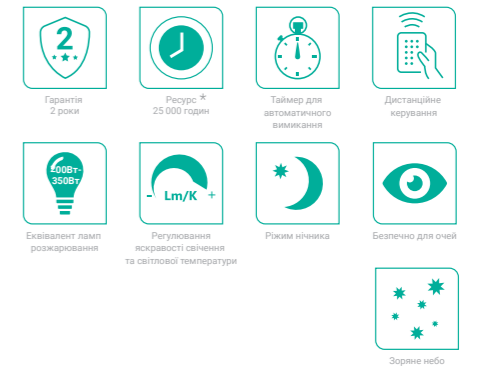 2
Гарантія
2 роки
Ресурс *
25 000 годин
Таймер для
автоматичного
вимикання
Дистанційне
керування
200Вт-
350Вт
Еквівалент ламп
розжарювання
- Lm/K +
Регулювання
яскравості свічення
та світлової температури
Ріжим нічника
Безпечно для очей
Зоряне небо